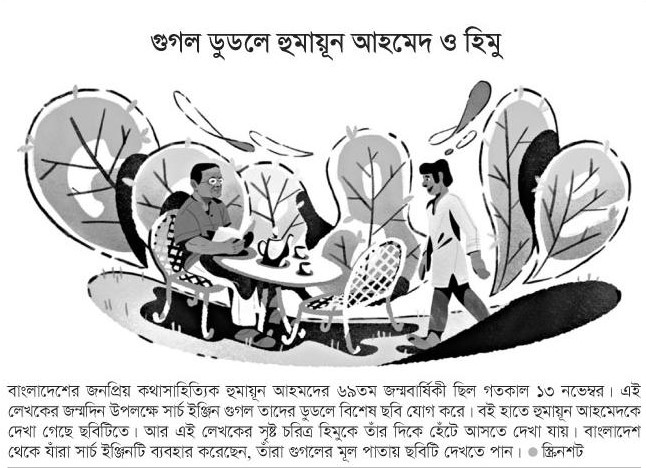 গুগল ডুডলে হুমায়ূন আহমেদ ও হিমু
বাংলাদেশের জনপ্রিয় কথাসাহিত্যিক হুমায়ূন আহমদের ৬৯তম জন্মবার্ষিকী ছিল গতকাল ১৩ নভেম্বর। এই
লেখকের জন্মদিন উপলক্ষে সার্চ ইঞ্জিন গুগল তাদের ডুডলে বিশেষ ছবি যোগ করে। বই হাতে হুমায়ূন আহমেদকে
দেখা গেছে ছবিটিতে। আর এই লেখকের সৃষ্ট চরিত্র হিমুকে তাঁর দিকে হেঁটে আসতে দেখা যায়। বাংলাদেশ
থেকে যাঁরা সার্চ ইঞ্জিনটি ব্যবহার করেছেন, তাঁরা গুগলের মূল পাতায় ছবিটি দেখতে পান। ● স্ক্রিনশট